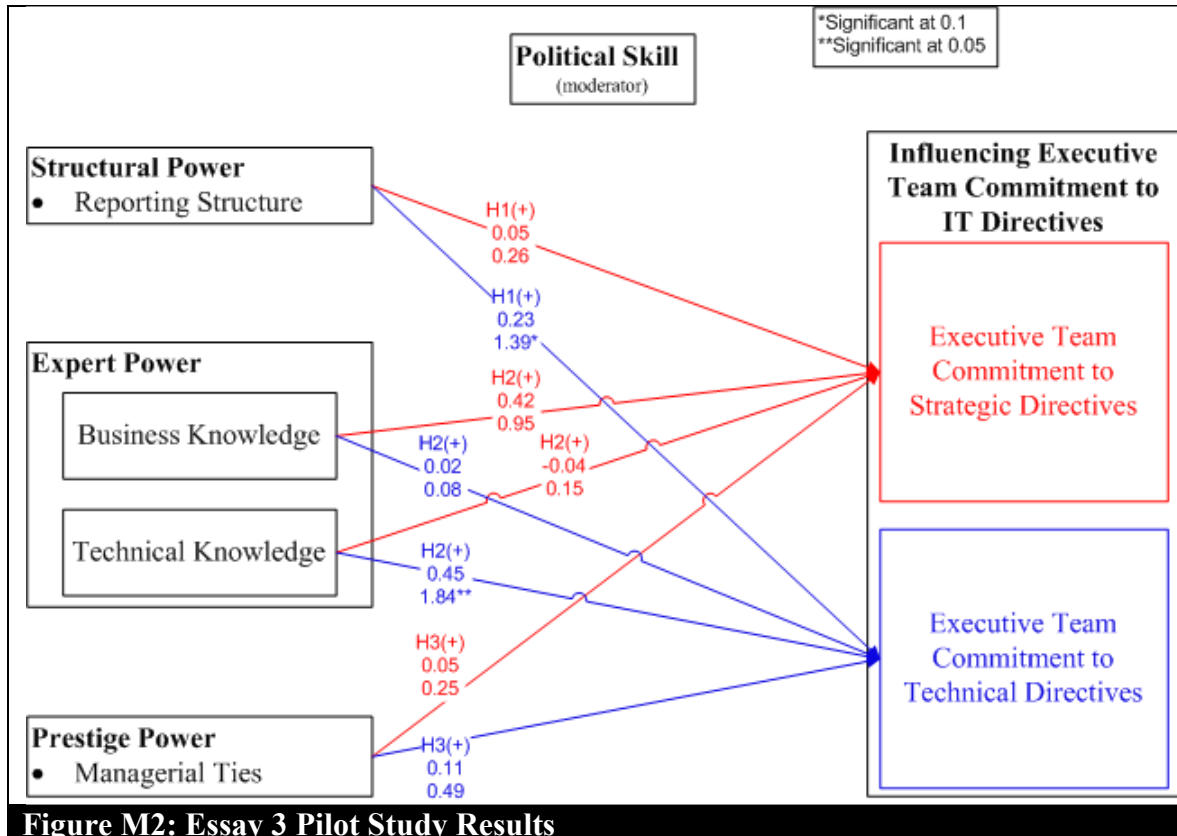 *Significant at 0.1
**Significant at 0.05
Political Skill
(moderator)
Structural Power
• Reporting Structure
Expert Power
Business Knowledge
Technical Knowledge
Prestige Power
• Managerial Ties
H1(+)
0.05
0.26
H1(+)
0.23
1.39*
H2(+)
0.42
0.95
H2(+)
0.02
0.08
H2(+)
-0.04
0.15
H2(+)
0.45
1.84**
H3(+)
0.05
0.25
H3(+)
0.11
0.49
Influencing Executive
Team Commitment to
IT Directives
Executive Team
Commitment to
Strategic Directives
Executive Team
Commitment to
Technical Directives
Figure M2: Essay 3 Pilot Study Results